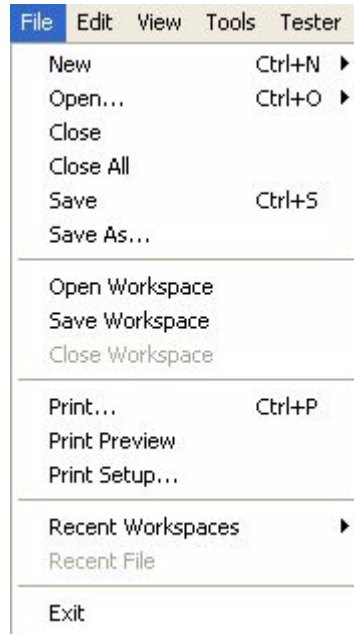 File Edit View Tools Tester
New Ctrl+N
Open... Ctrl+O
Close
Close All
Save Ctrl+S
Save As...
Open Workspace
Save Workspace
Close Workspace
Print... Ctrl+P
Print Preview
Print Setup...
Recent Workspaces
Recent File
Exit